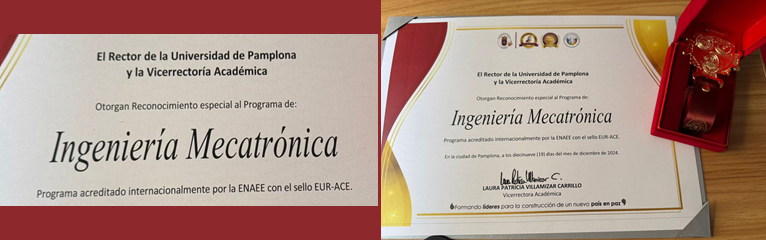 El Rector de la Universidad de Pamplona
y la Vicerrectoría Académica
Otorgan Reconocimiento especial al Programa de:
Ingeniería Mecatrónica
Programa acreditado internacionalmente por la ENAEE con el sello EUR-ACE.
El Rector de la Universidad de Pamplona
y la Vicerrectoría Académica
Otorgan Reconocimiento especial al Programa de:
Ingeniería Mecatrónica
Programa acreditado internacionalmente por la ENAEE con el sello EUR-ACE.
En la ciudad de Pamplona, a los diecinueve (19) días del mes de diciembre de 2024.
LAURA PATRICIA VILLAMIZAR CARRILLO
Vicerrectora Académica
Formando líderes para la construcción de un nuevo país en paz